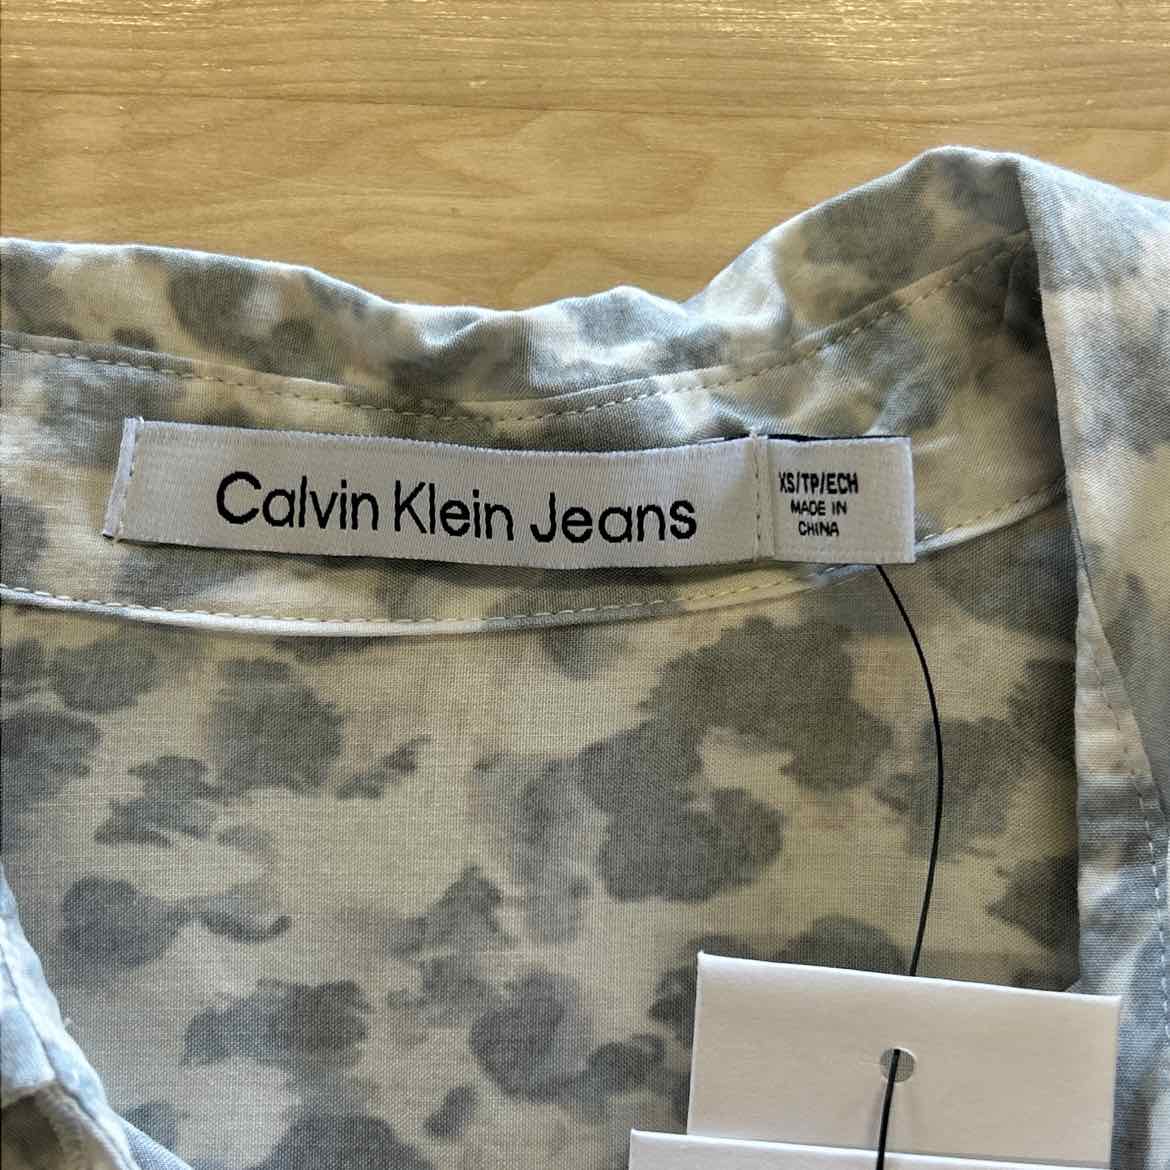 Calvin Klein Jeans
XS/TP/ECH
MADE IN
CHINA